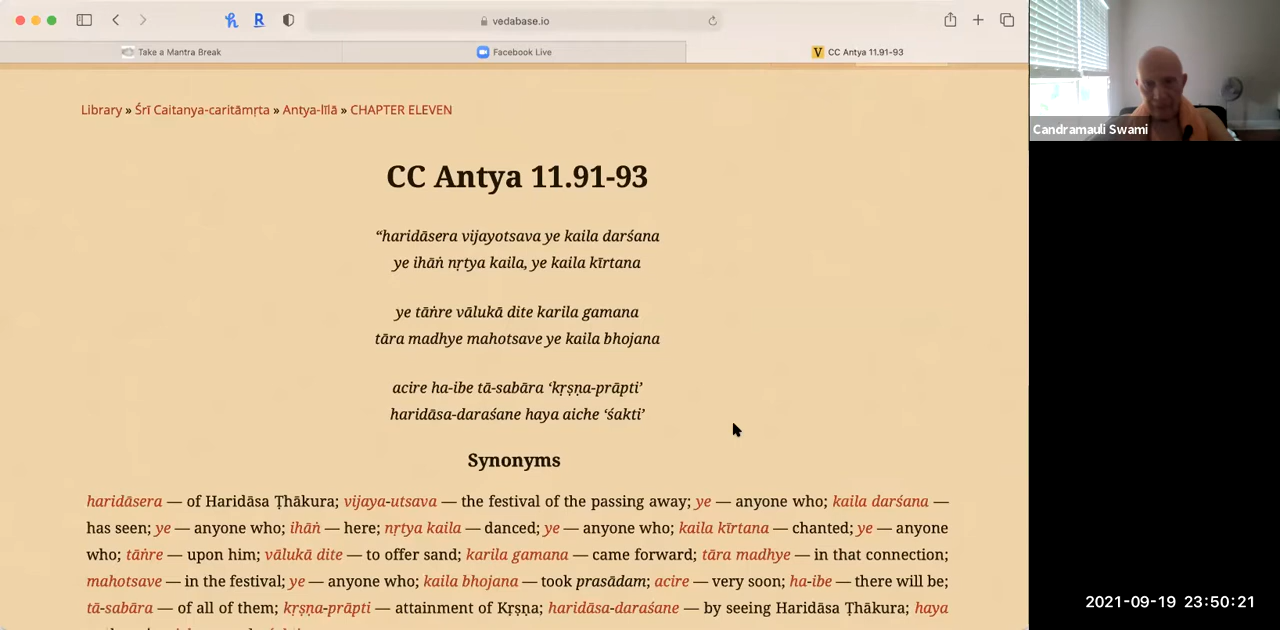 vedabase.io
Take a Mantra Break
Facebook Live
CC Antya 11.91-93
Library » Śrī Caitanya-caritāmṛta » Antya-līlā » CHAPTER ELEVEN
CC Antya 11.91-93
“haridāsera vijayotsava ye kaila darśana
ye ihāṅ nṛtya kaila, ye kaila kīrtana
ye tāṅre vālukā dite karila gamana
tāra madhye mahotsave ye kaila bhojana
acire ha-ibe tā-sabāra ‘kṛṣṇa-prāpti’
haridāsa-daraśane haya aiche ‘śakti’
Synonyms
haridāsera — of Haridāsa Ṭhākura; vijaya-utsava — the festival of the passing away; ye — anyone who; kaila darśana —
has seen; ye — anyone who; ihāṅ — here; nṛtya kaila — danced; ye — anyone who; kaila kīrtana — chanted; ye — anyone
who; tāṅre — upon him; vālukā dite — to offer sand; karila gamana — came forward; tāra madhye — in that connection;
mahotsave — in the festival; ye — anyone who; kaila bhojana — took prasādam; acire — very soon; ha-ibe — there will be;
tā-sabāra — of all of them; kṛṣṇa-prāpti — attainment of Kṛṣṇa; haridāsa-daraśane — by seeing Haridāsa Ṭhākura; haya
Candramauli Swami
2021-09-19 23:50:21